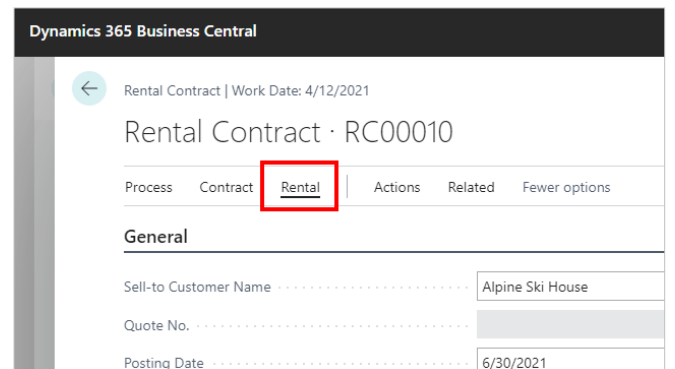 Dynamics 365 Business Central
Rental Contract | Work Date: 4/12/2021
Rental Contract · RC00010
Process Contract Rental Actions Related Fewer options
General
Sell-to Customer Name Alpine Ski House
Quote No.
Posting Date 6/30/2021